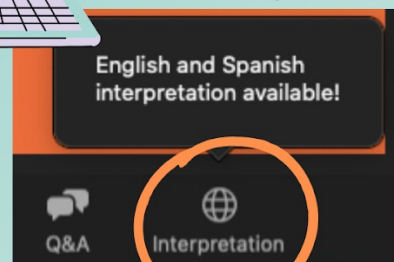 English and Spanish
interpretation available!
Q&A
Interpretation